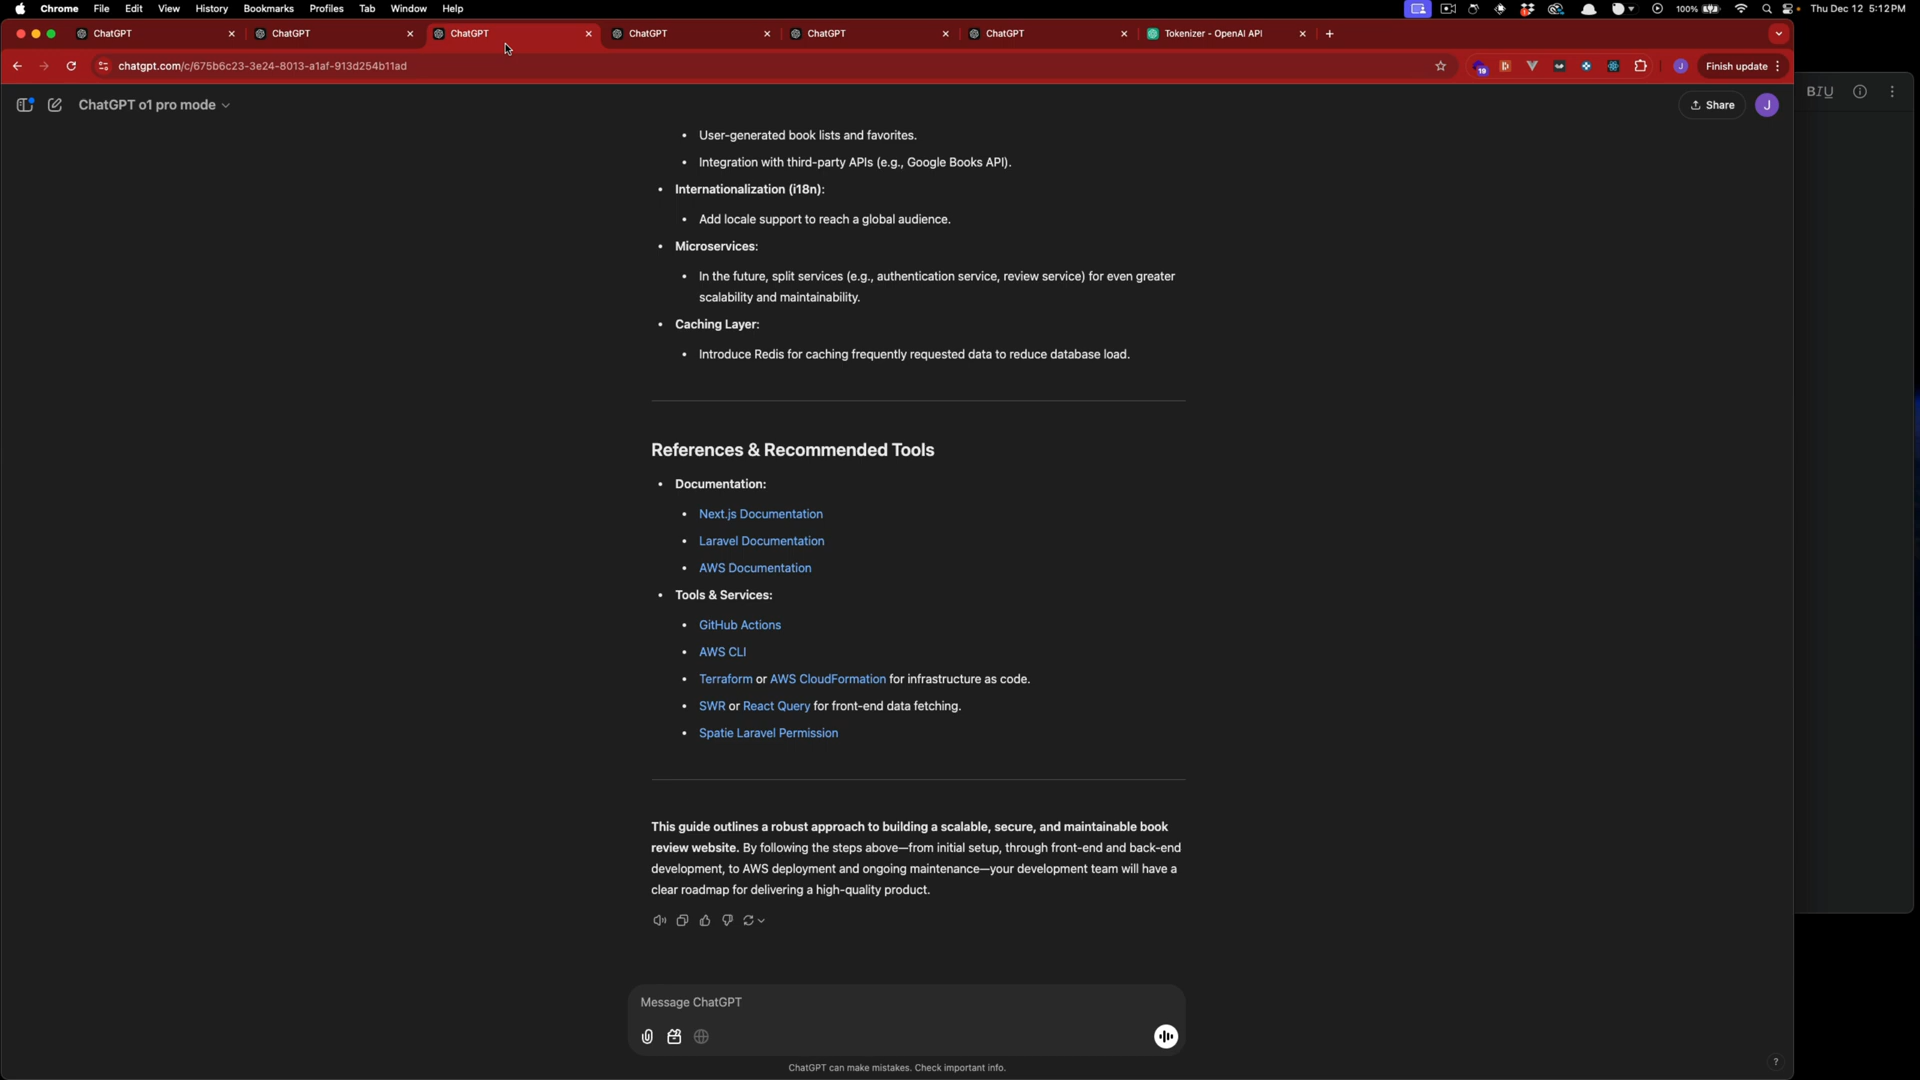 Chrome File Edit View History Bookmarks Profiles Tab Window Help 100% Thu Dec 12 5:12PM
ChatGPT ChatGPT ChatGPT ChatGPT ChatGPT ChatGPT Tokenizer - OpenAI API
chatgpt.com/c/675b6c23-3e24-8013-a1af-913d254b11ad 19 J Finish update
ChatGPT o1 pro mode Share J BIU
User-generated book lists and favorites.
Integration with third-party APIs (e.g., Google Books API).
Internationalization (i18n):
Add locale support to reach a global audience.
Microservices:
In the future, split services (e.g., authentication service, review service) for even greater
scalability and maintainability.
Caching Layer:
Introduce Redis for caching frequently requested data to reduce database load.
References & Recommended Tools
Documentation:
Next.js Documentation
Laravel Documentation
AWS Documentation
Tools & Services:
GitHub Actions
AWS CLI
Terraform or AWS CloudFormation for infrastructure as code.
SWR or React Query for front-end data fetching.
Spatie Laravel Permission
This guide outlines a robust approach to building a scalable, secure, and maintainable book
review website. By following the steps above—from initial setup, through front-end and back-end
development, to AWS deployment and ongoing maintenance—your development team will have a
clear roadmap for delivering a high-quality product.
Message ChatGPT
ChatGPT can make mistakes. Check important info.
?